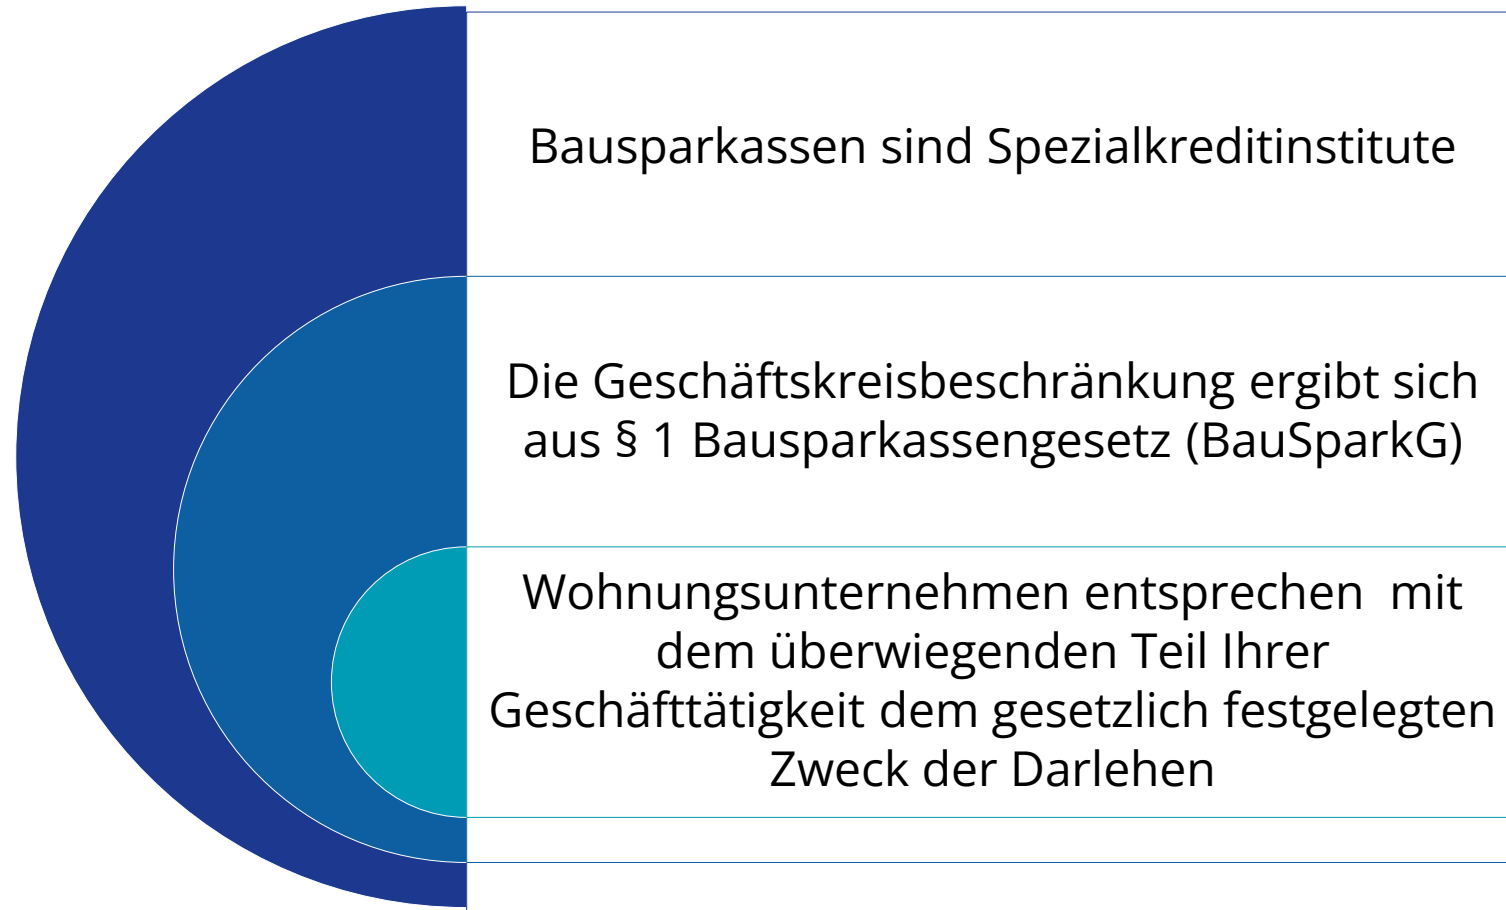 Bausparkassen sind Spezialkreditinstitute
Die Geschäftskreisbeschränkung ergibt sich
aus § 1 Bausparkassengesetz (BauSparkG)
Wohnungsunternehmen entsprechen  mit
dem überwiegenden Teil Ihrer
Geschäfttätigkeit dem gesetzlich festgelegten
Zweck der Darlehen